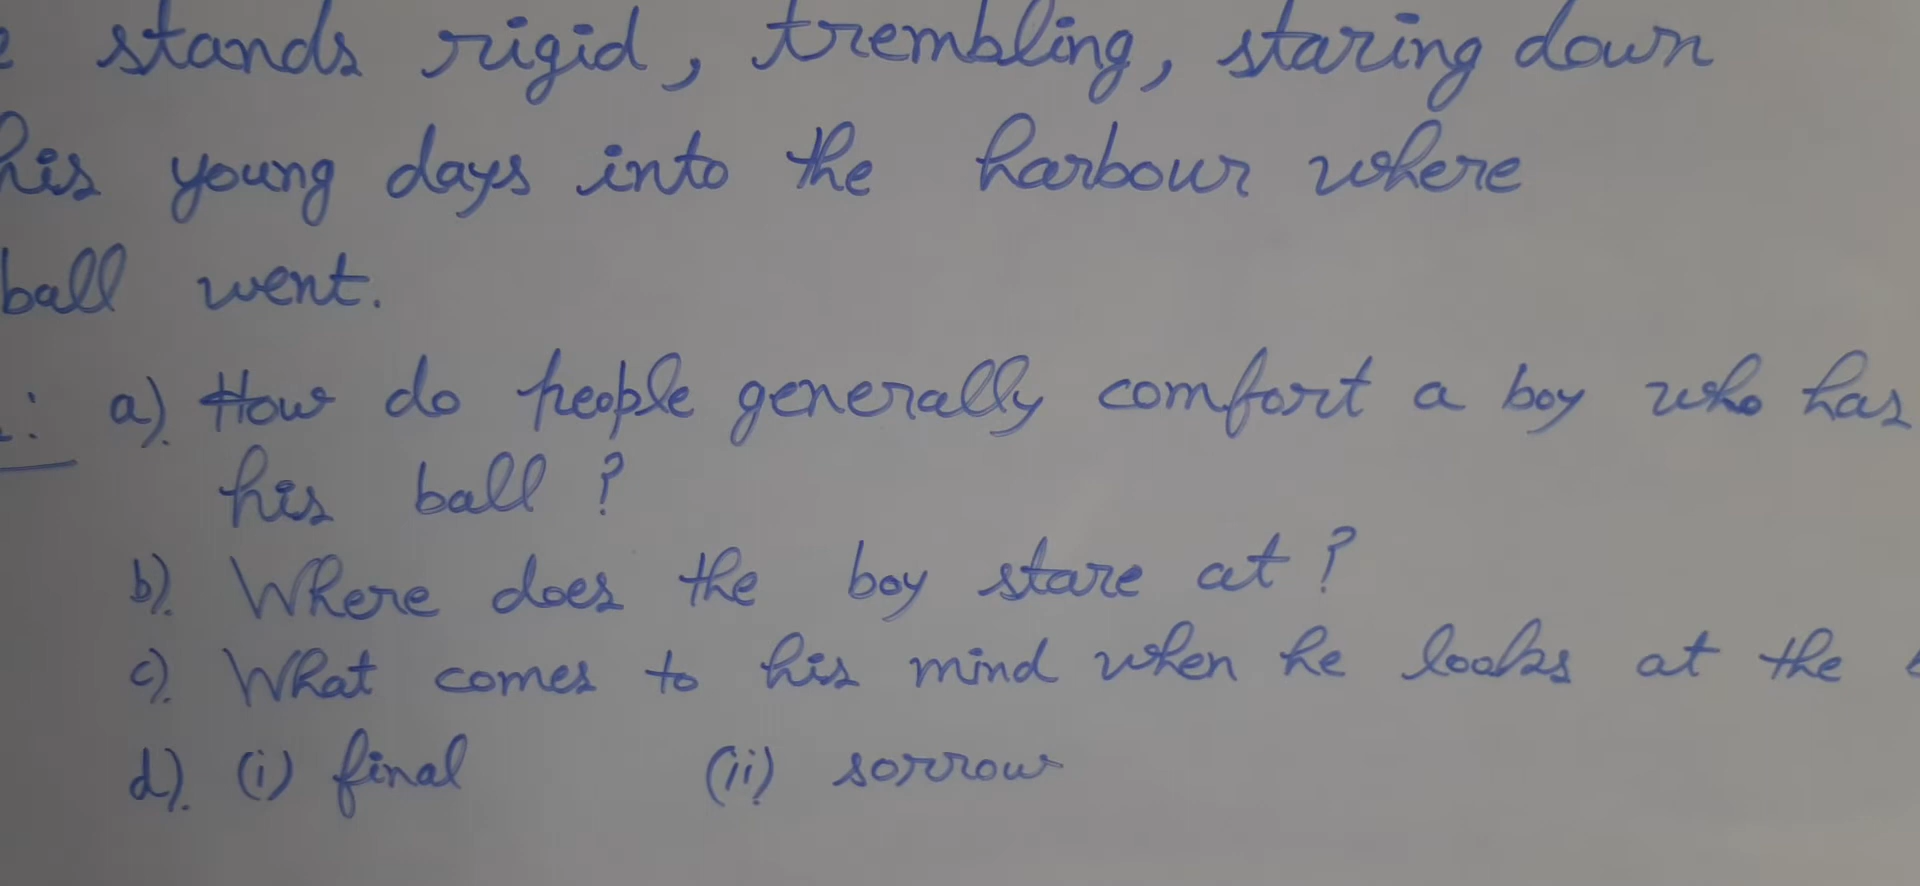 stands rigid, trembling, staring down
his young days into the harbour where
ball went.
a). How do people generally comfort a boy who has
his ball ?
b). Where does the boy stare at ?
c). What comes to his mind when he looks at the
d). (i) final (ii) sorrow